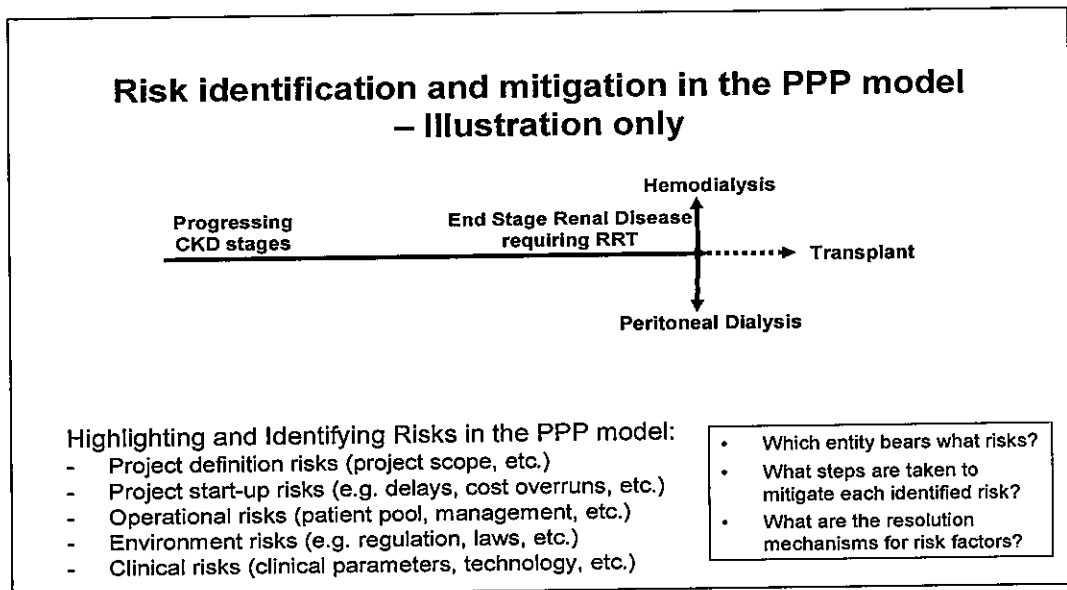 Risk identification and mitigation in the PPP model
– Illustration only
Hemodialysis
Progressing
CKD stages
End Stage Renal Disease
requiring RRT
Transplant
Peritoneal Dialysis
Highlighting and Identifying Risks in the PPP model:
- Project definition risks (project scope, etc.)
- Project start-up risks (e.g. delays, cost overruns, etc.)
- Operational risks (patient pool, management, etc.)
- Environment risks (e.g. regulation, laws, etc.)
- Clinical risks (clinical parameters, technology, etc.)
• Which entity bears what risks?
• What steps are taken to
mitigate each identified risk?
• What are the resolution
mechanisms for risk factors?